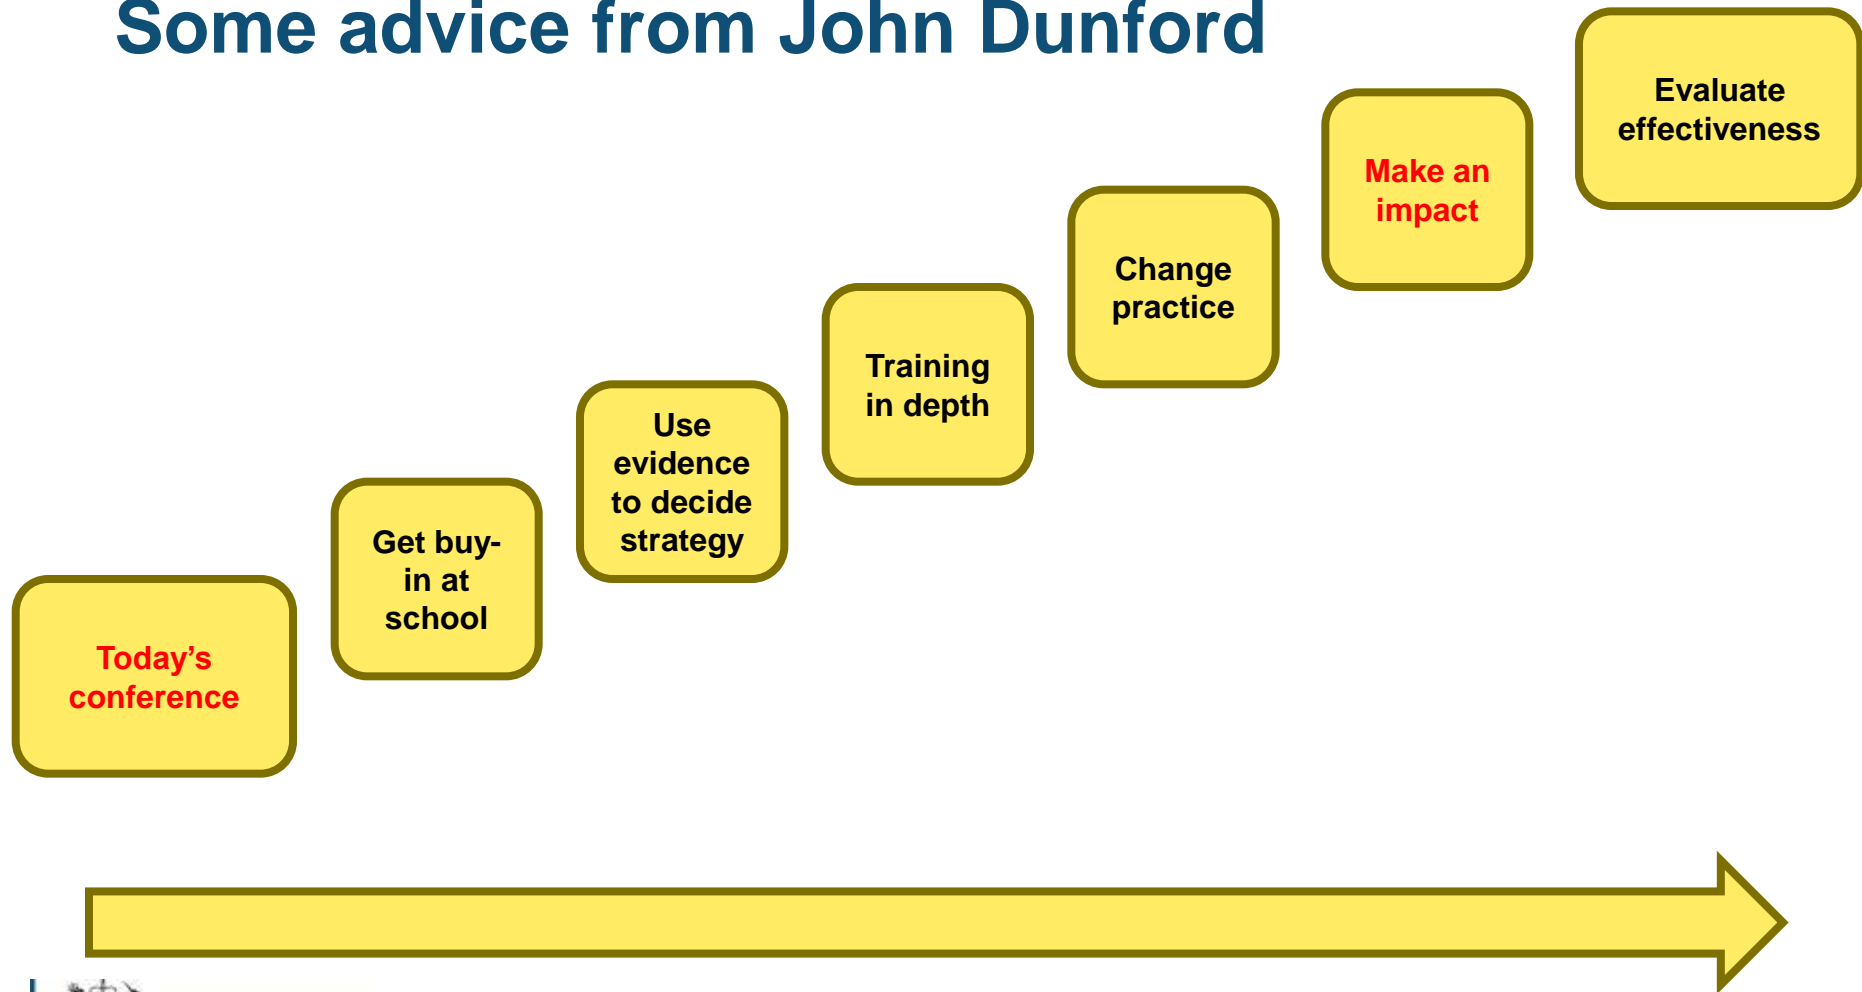 Some advice from John Dunford
Today’s
conference
Get buy-
in at
school
Use
evidence
to decide
strategy
Training
in depth
Change
practice
Make an
impact
Evaluate
effectiveness